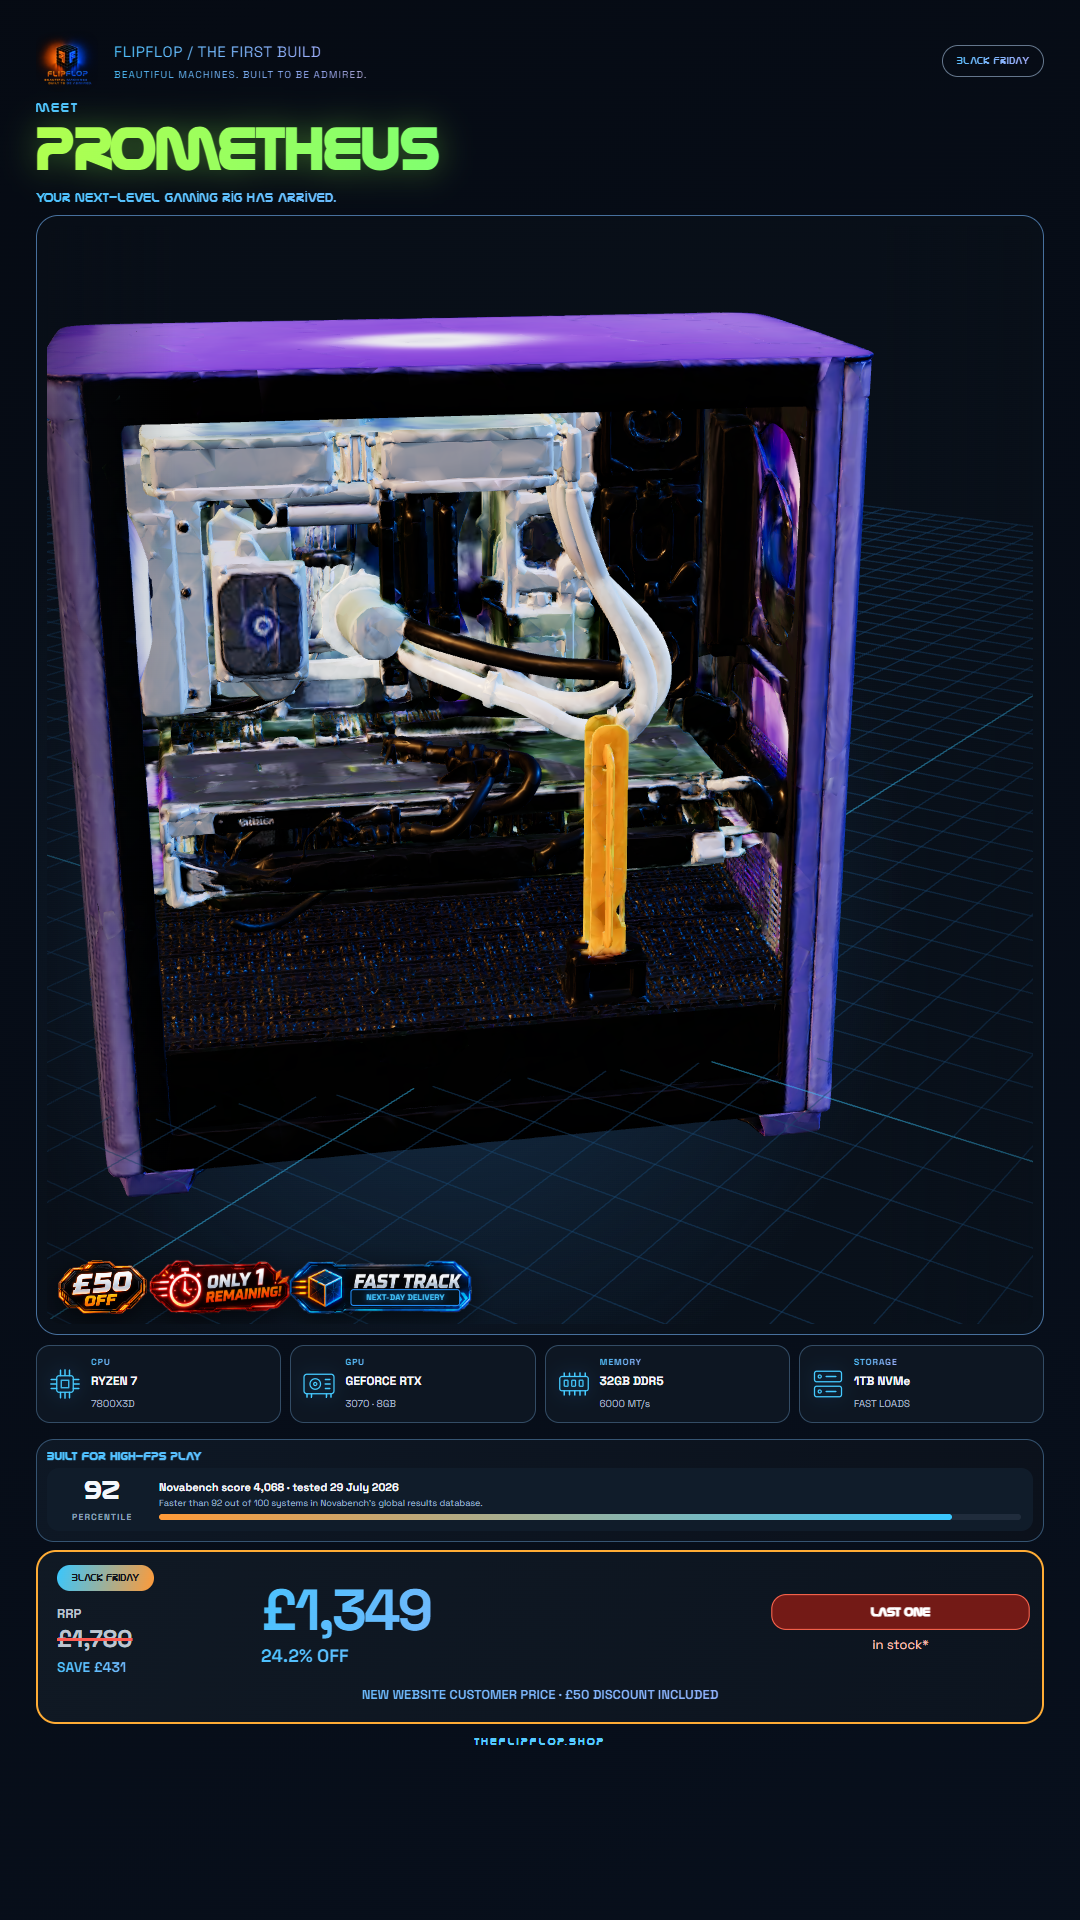 FLIPFLOP
FLIPFLOP / THE FIRST BUILD
BEAUTIFUL MACHINES. BUILT TO BE ADMIRED.
BLACK FRIDAY
MEET
PROMETHEUS
YOUR NEXT-LEVEL GAMING RIG HAS ARRIVED.
£50
OFF
ONLY 1
REMAINING!
FAST TRACK
NEXT-DAY DELIVERY
CPU
RYZEN 7
7800X3D
GPU
GEFORCE RTX
3070 · 8GB
MEMORY
32GB DDR5
6000 MT/s
STORAGE
1TB NVMe
FAST LOADS
BUILT FOR HIGH-FPS PLAY
92
PERCENTILE
Novabench score 4,068 · tested 29 July 2026
Faster than 92 out of 100 systems in Novabench's global results database.
BLACK FRIDAY
RRP
£1,780
SAVE £431
£1,349
24.2% OFF
LAST ONE
in stock*
NEW WEBSITE CUSTOMER PRICE · £50 DISCOUNT INCLUDED
THEFLIPFLOP.SHOP